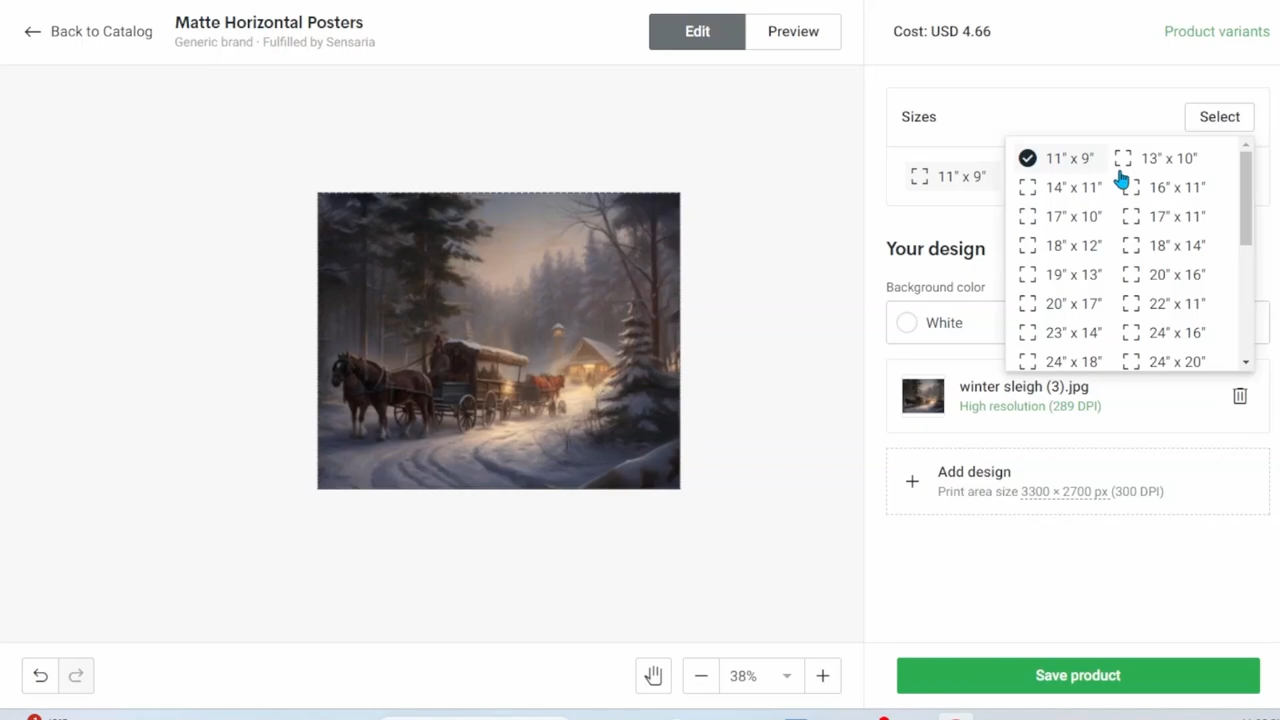 Back to Catalog
Matte Horizontal Posters
Generic brand · Fulfilled by Sensaria
Edit
Preview
Cost: USD 4.66
Product variants
Sizes
Select
11" x 9"
11" x 9"
13" x 10"
14" x 11"
16" x 11"
17" x 10"
17" x 11"
18" x 12"
18" x 14"
19" x 13"
20" x 16"
20" x 17"
22" x 11"
23" x 14"
24" x 16"
24" x 18"
24" x 20"
Your design
Background color
White
winter sleigh (3).jpg
High resolution (289 DPI)
Add design
Print area size 3300 × 2700 px (300 DPI)
38%
Save product